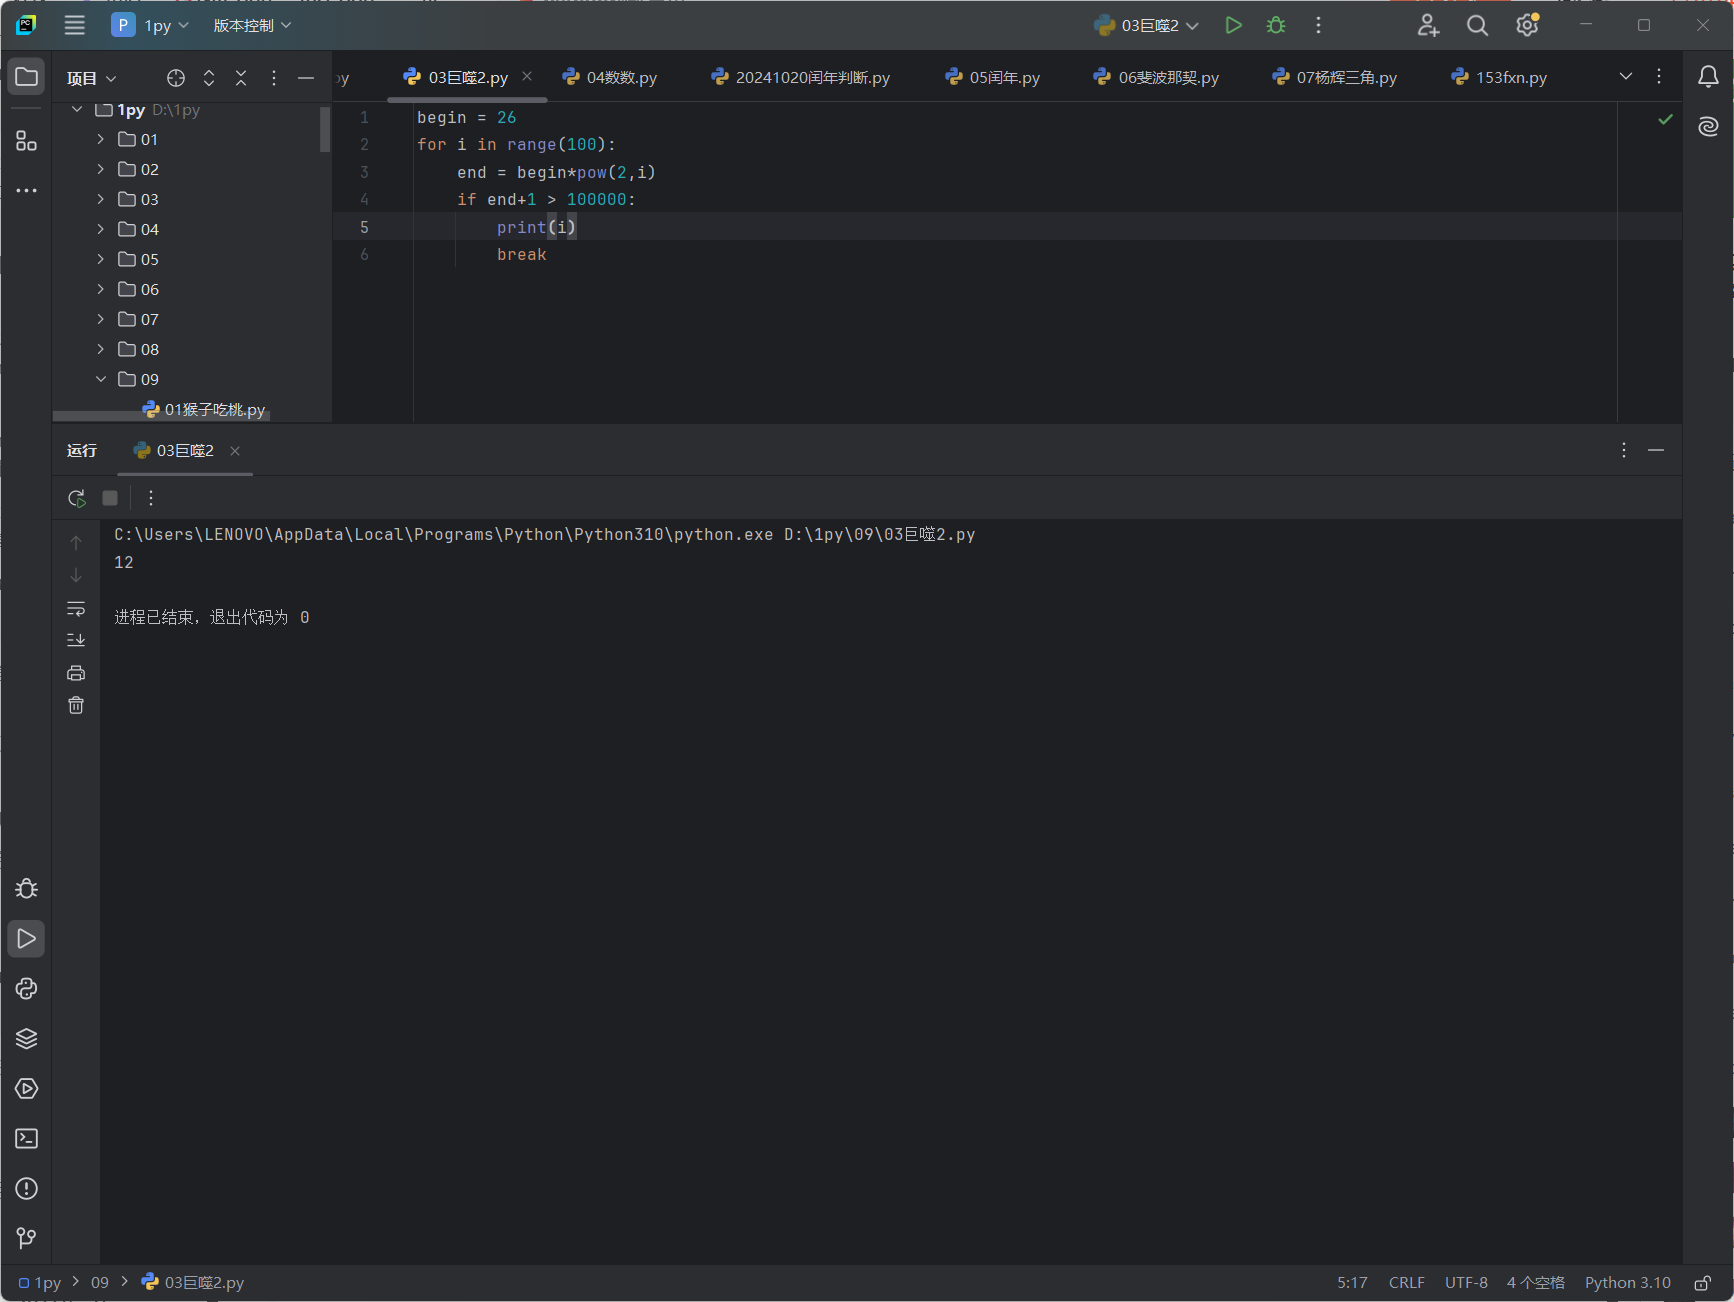 P 1py 版本控制 03巨噬2
项目
py 03巨噬2.py 04数数.py 20241020闰年判断.py 05闰年.py 06斐波那契.py 07杨辉三角.py 153fxn.py
1py D:\1py
01
02
03
04
05
06
07
08
09
01猴子吃桃.py
1 begin = 26
2 for i in range(100):
3     end = begin*pow(2,i)
4     if end+1 > 100000:
5         print(i)
6         break
运行 03巨噬2
C:\Users\LENOVO\AppData\Local\Programs\Python\Python310\python.exe D:\1py\09\03巨噬2.py
12
进程已结束，退出代码为 0
1py > 09 > 03巨噬2.py 5:17 CRLF UTF-8 4 个空格 Python 3.10